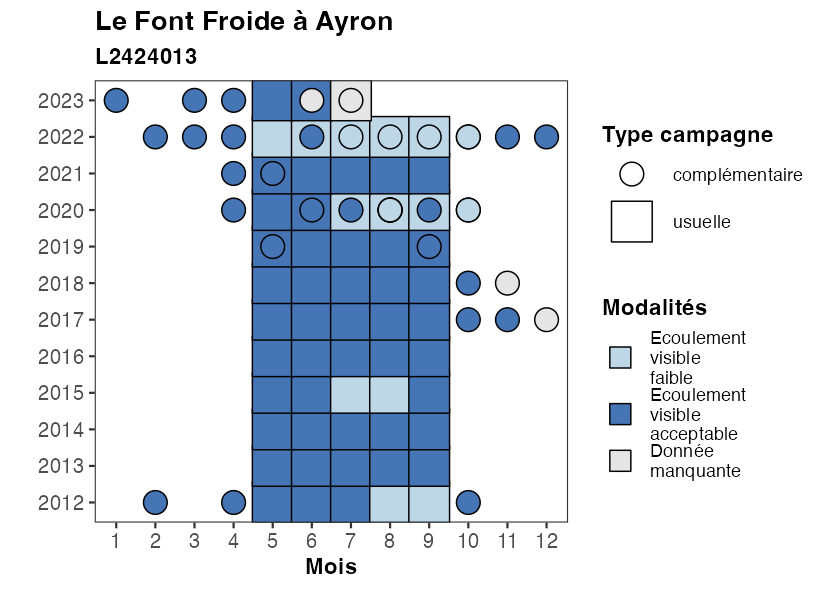 Le Font Froide à Ayron
L2424013
2023
2022
2021
2020
2019
2018
2017
2016
2015
2014
2013
2012
1 2 3 4 5 6 7 8 9 10 11 12
Mois
Type campagne
complémentaire
usuelle
Modalités
Ecoulement
visible
faible
Ecoulement
visible
acceptable
Donnée
manquante